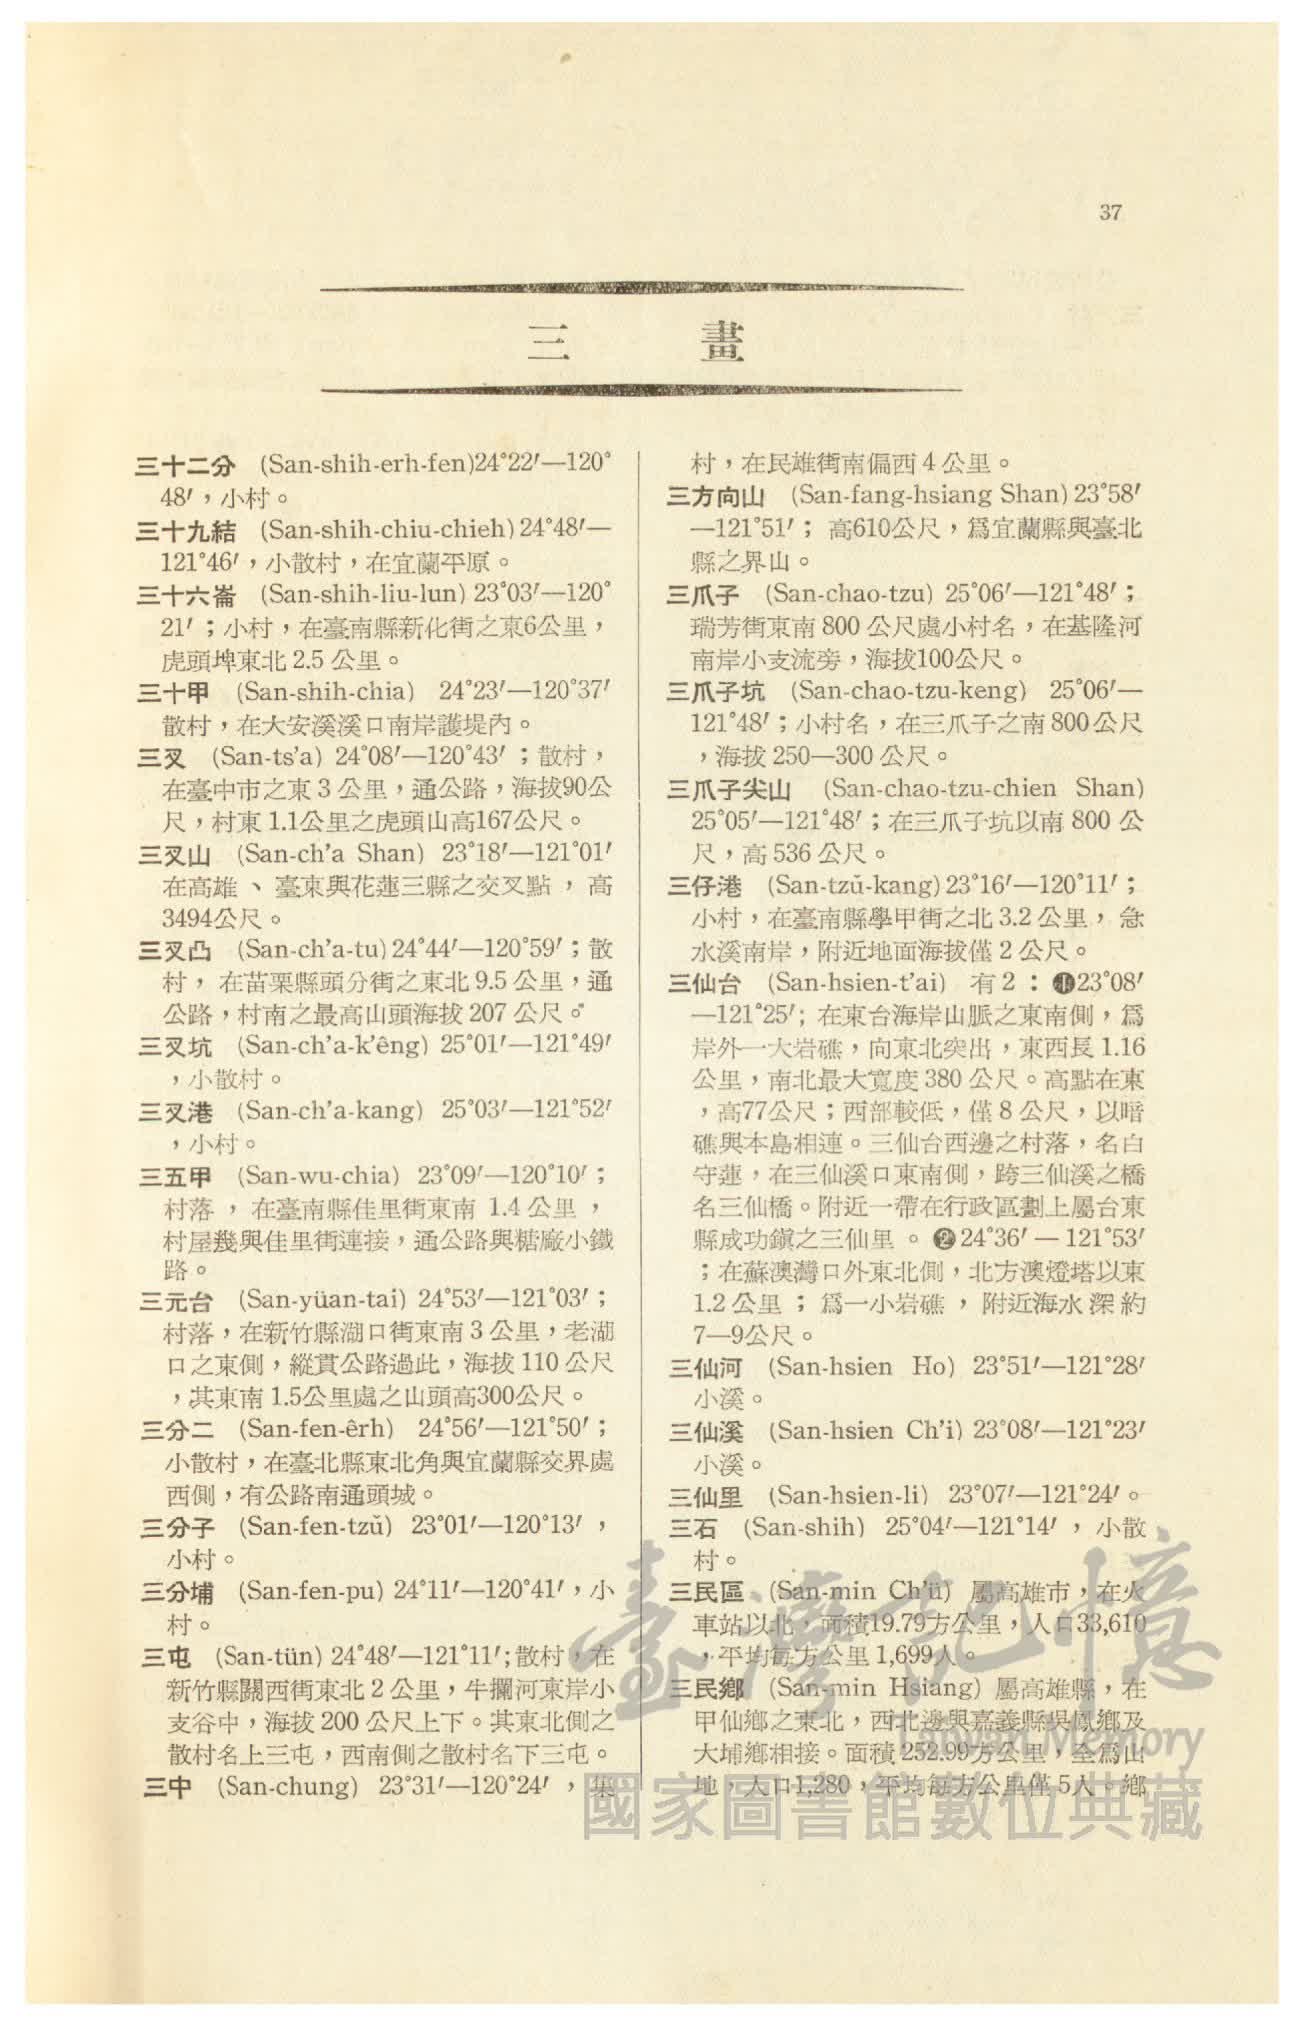 37
三畫
三十二分 (San-shih-erh-fen)24°22′—120°
48′，小村。
三十九結 (San-shih-chiu-chieh) 24°48′—
121°46′，小散村，在宜蘭平原。
三十六崙 (San-shih-liu-lun) 23°03′—120°
21′；小村，在臺南縣新化街之東6公里，
虎頭埤東北 2.5 公里。
三十甲 (San-shih-chia) 24°23′—120°37′
散村，在大安溪溪口南岸護堤內。
三叉 (San-ts’a) 24°08′—120°43′；散村，
在臺中市之東 3 公里，通公路，海拔90公
尺，村東 1.1公里之虎頭山高167公尺。
三叉山 (San-ch’a Shan) 23°18′—121°01′
在高雄、臺東與花蓮三縣之交叉點，高
3494公尺。
三叉凸 (San-ch’a-tu) 24°44′—120°59′；散
村，在苗栗縣頭分街之東北 9.5 公里，通
公路，村南之最高山頭海拔 207 公尺。
三叉坑 (San-ch’a-k’êng) 25°01′—121°49′
，小散村。
三叉港 (San-ch’a-kang) 25°03′—121°52′
，小村。
三五甲 (San-wu-chia) 23°09′—120°10′；
村落，在臺南縣佳里街東南 1.4 公里，
村屋幾與佳里街連接，通公路與糖廠小鐵
路。
三元台 (San-yüan-tai) 24°53′—121°03′；
村落，在新竹縣湖口街東南 3 公里，老湖
口之東側，縱貫公路過此，海拔 110 公尺
，其東南 1.5公里處之山頭高300公尺。
三分二 (San-fen-êrh) 24°56′—121°50′；
小散村，在臺北縣東北角與宜蘭縣交界處
西側，有公路南通頭城。
三分子 (San-fen-tzŭ) 23°01′—120°13′，
小村。
三分埔 (San-fen-pu) 24°11′—120°41′，小
村。
三屯 (San-tün) 24°48′—121°11′；散村，在
新竹縣關西街東北 2 公里，牛攔河東岸小
支谷中，海拔 200 公尺上下。其東北側之
散村名上三屯，西南側之散村名下三屯。
三中 (San-chung) 23°31′—120°24′，集
村，在民雄街南偏西 4 公里。
三方向山 (San-fang-hsiang Shan) 23°58′
—121°51′；高610公尺，爲宜蘭縣與臺北
縣之界山。
三爪子 (San-chao-tzu) 25°06′—121°48′；
瑞芳街東南 800 公尺處小村名，在基隆河
南岸小支流旁，海拔100公尺。
三爪子坑 (San-chao-tzu-keng) 25°06′—
121°48′；小村名，在三爪子之南 800 公尺
，海拔 250—300 公尺。
三爪子尖山 (San-chao-tzu-chien Shan)
25°05′—121°48′；在三爪子坑以南 800 公
尺，高 536 公尺。
三仔港 (San-tzŭ-kang) 23°16′—120°11′；
小村，在臺南縣學甲街之北 3.2 公里，急
水溪南岸，附近地面海拔僅 2 公尺。
三仙台 (San-hsien-t’ai) 有 2：❶23°08′
—121°25′；在東台海岸山脈之東南側，爲
岸外一大岩礁，向東北突出，東西長 1.16
公里，南北最大寬度 380 公尺。高點在東
，高77公尺；西部較低，僅 8 公尺，以暗
礁與本島相連。三仙台西邊之村落，名白
守蓮，在三仙溪口東南側，跨三仙溪之橋
名三仙橋。附近一帶在行政區劃上屬台東
縣成功鎭之三仙里。❷24°36′—121°53′
；在蘇澳灣口外東北側，北方澳燈塔以東
1.2 公里；爲一小岩礁，附近海水深約
7—9公尺。
三仙河 (San-hsien Ho) 23°51′—121°28′
小溪。
三仙溪 (San-hsien Ch’i) 23°08′—121°23′
小溪。
三仙里 (San-hsien-li) 23°07′—121°24′。
三石 (San-shih) 25°04′—121°14′，小散
村。
三民區 (San-min Ch’ü) 屬高雄市，在火
車站以北，面積19.79方公里，人口33,610
，平均每方公里 1,699人。
三民鄕 (San-min Hsiang) 屬高雄縣，在
甲仙鄕之東北，西北邊與嘉義縣吳鳳鄕及
大埔鄕相接。面積 252.99方公里，全爲山
地，人口1,280，平均每方公里僅 5人。鄕
臺灣記憶
Taiwan Memory
國家圖書館數位典藏